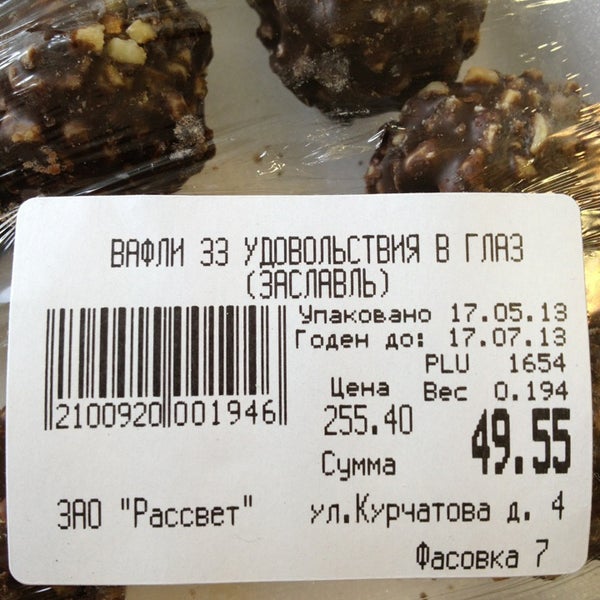 ВАФЛИ 33 УДОВОЛЬСТВИЯ В ГЛАЗ
(ЗАСЛАВЛЬ)
Упаковано 17.05.13
Годен до: 17.07.13
PLU 1654
Цена Вес 0.194
255.40 49.55
Сумма
2100920 001946
ЗАО "Рассвет" ул.Курчатова д. 4
Фасовка 7